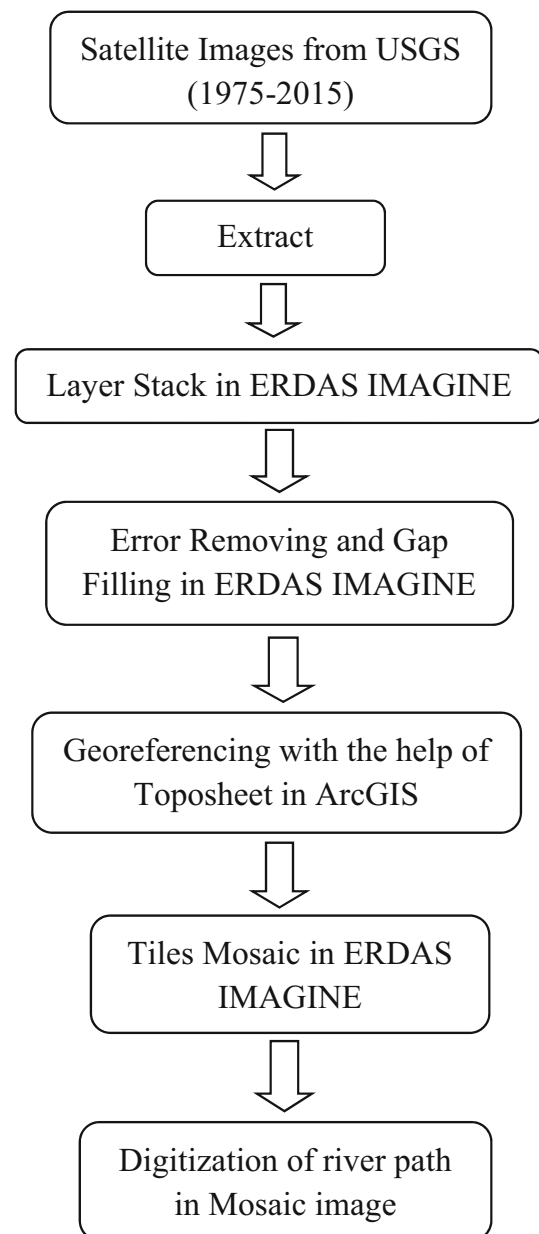 Satellite Images from USGS
(1975-2015)
Extract
Layer Stack in ERDAS IMAGINE
Error Removing and Gap
Filling in ERDAS IMAGINE
Georeferencing with the help of
Toposheet in ArcGIS
Tiles Mosaic in ERDAS
IMAGINE
Digitization of river path
in Mosaic image